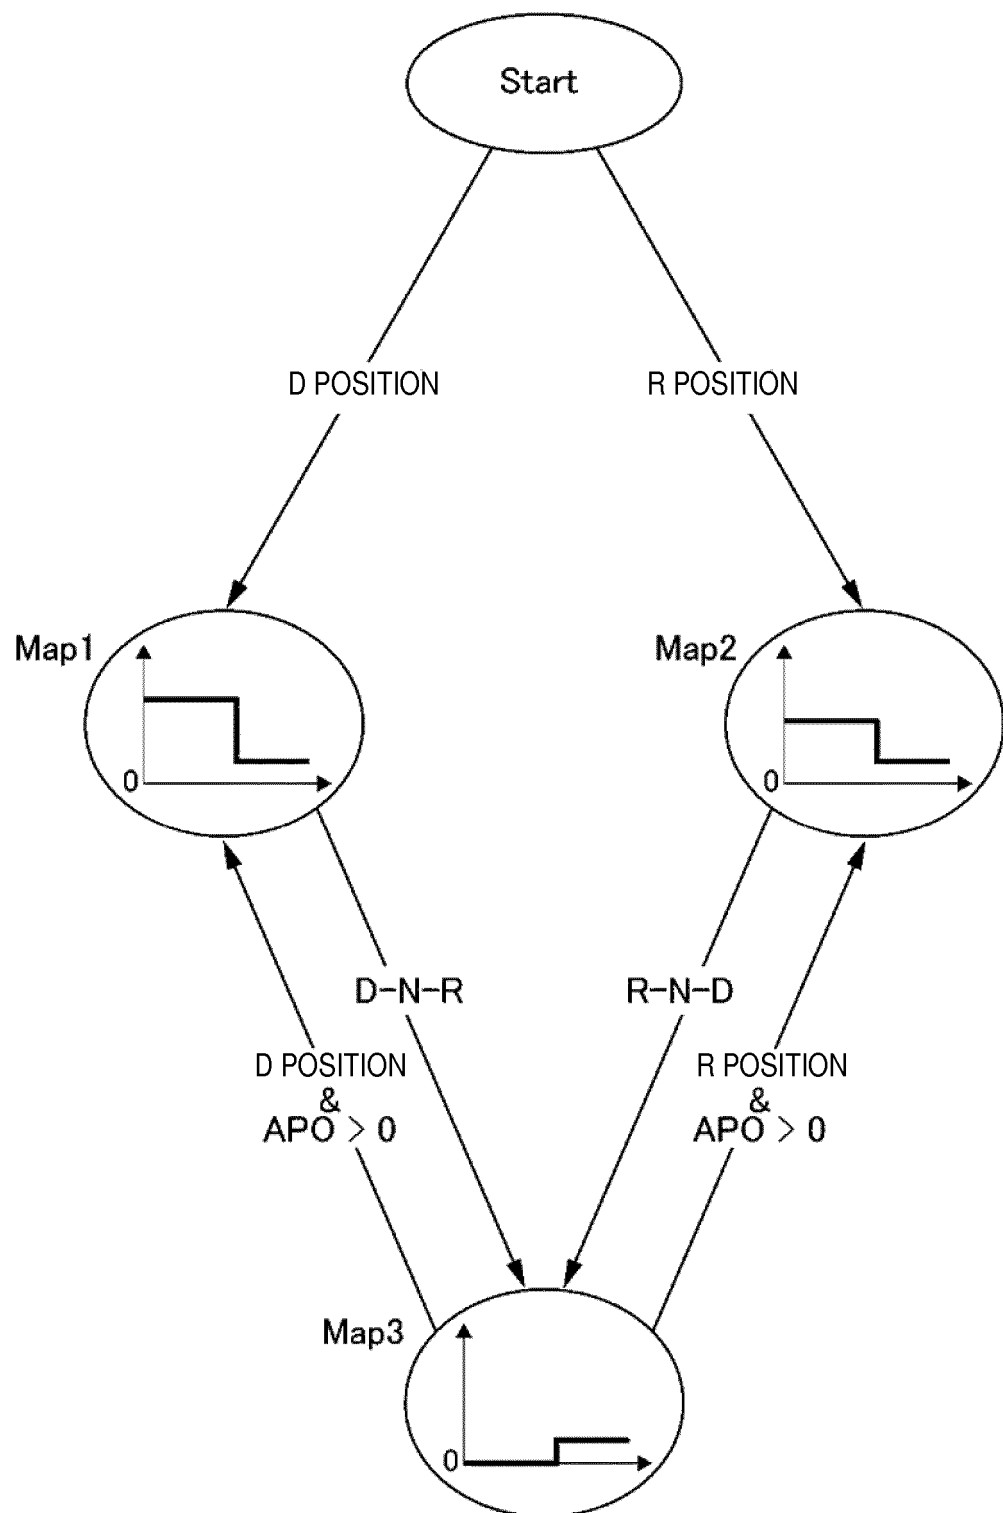 Start
D POSITION
R POSITION
Map1
0
Map2
0
D-N-R
R-N-D
D POSITION
&
APO > 0
R POSITION
&
APO > 0
Map3
0